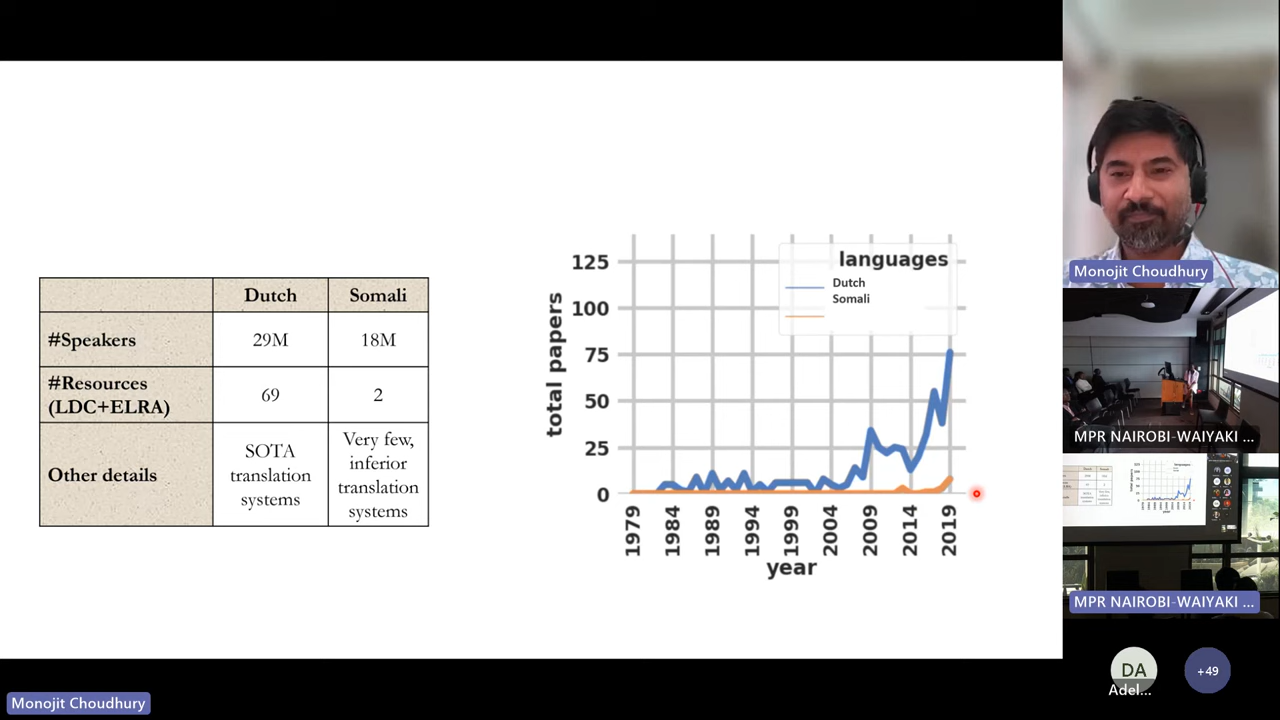 Dutch
Somali
#Speakers
29M
18M
#Resources
(LDC+ELRA)
69
2
Other details
SOTA
translation
systems
Very few,
inferior
translation
systems
total papers
125
100
75
50
25
0
languages
Dutch
Somali
1979
1984
1989
1994
1999
2004
2009
2014
2019
year
Monojit Choudhury
MPR NAIROBI-WAIYAKI ...
MPR NAIROBI-WAIYAKI ...
DA
Adel...
+49
Monojit Choudhury